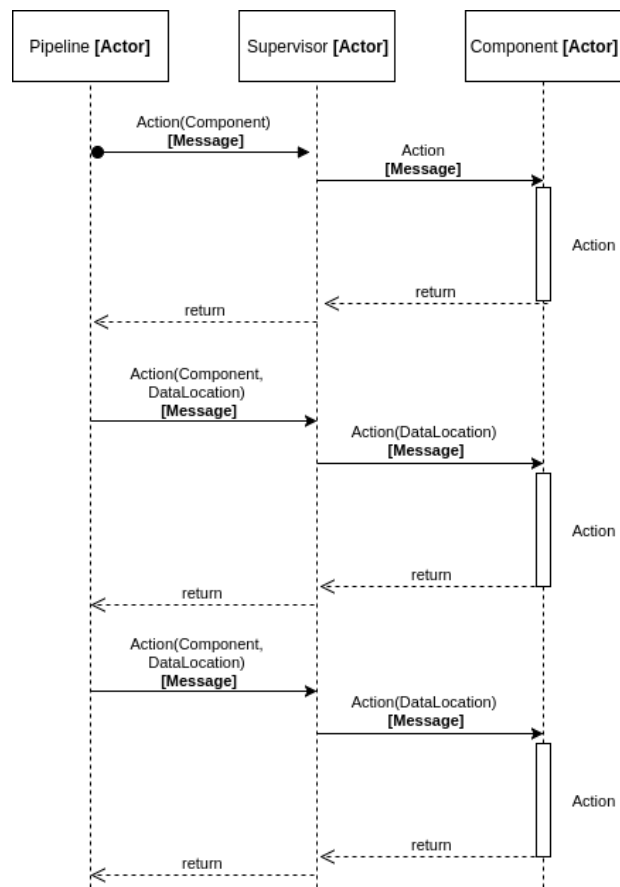 Pipeline [Actor]
Supervisor [Actor]
Component [Actor]
Action(Component)
[Message]
Action
[Message]
Action
return
return
Action(Component,
DataLocation)
[Message]
Action(DataLocation)
[Message]
Action
return
return
Action(Component,
DataLocation)
[Message]
Action(DataLocation)
[Message]
Action
return
return